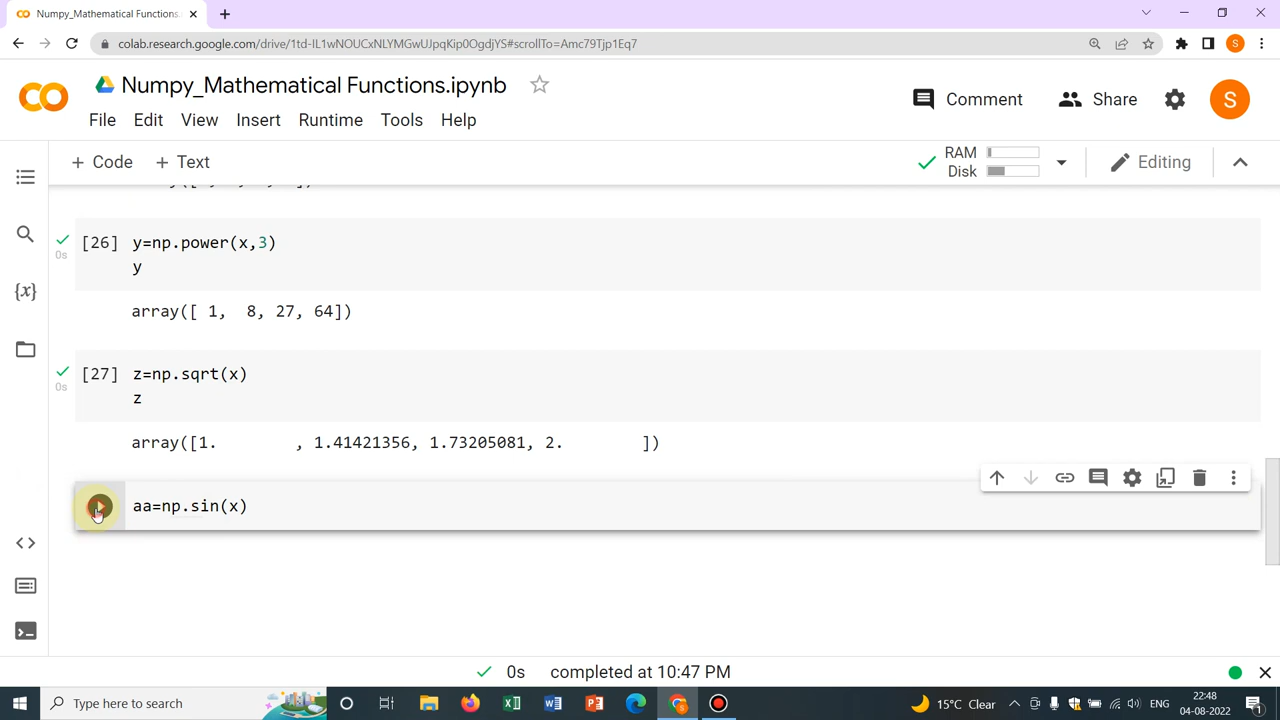 Numpy_Mathematical Functions.
colab.research.google.com/drive/1td-IL1wNOUCxNLYMGwUJpqKip0OgdjYS#scrollTo=Amc79Tjp1Eq7
S
Numpy_Mathematical Functions.ipynb
Comment
Share
S
File Edit View Insert Runtime Tools Help
+ Code + Text
RAM
Disk
Editing
[26] y=np.power(x,3)
0s
y
array([ 1, 8, 27, 64])
{x}
[27] z=np.sqrt(x)
0s
z
array([1. , 1.41421356, 1.73205081, 2. ])
aa=np.sin(x)
0s completed at 10:47 PM
Type here to search
15°C Clear
ENG
22:48
04-08-2022
1